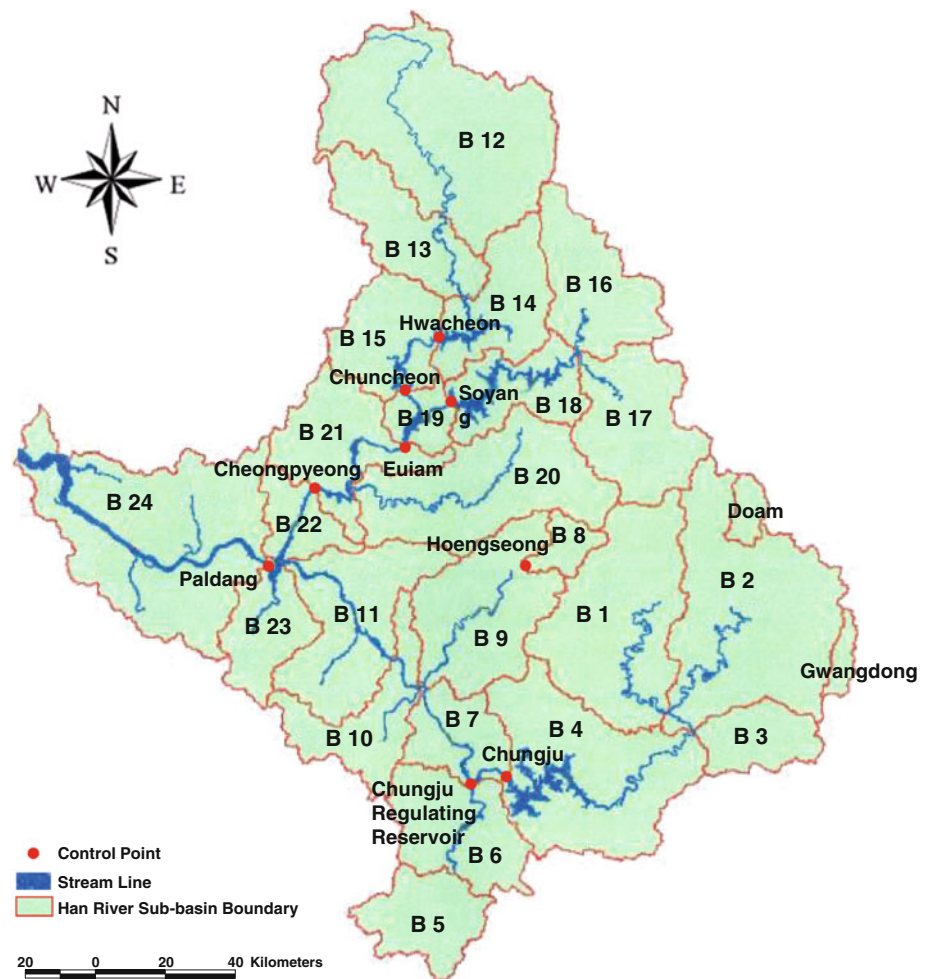 N
W
E
S
B 12
B 13
B 16
B 14
Hwacheon
B 15
Chuncheon
Soyan
g
B 18
B 17
B 19
B 21
Euiam
Cheongpyeong
B 20
B 24
Doam
B 22
B 8
Hoengseong
Paldang
B 2
B 11
B 1
B 23
B 9
Gwangdong
B 7
B 4
B 3
B 10
Chungju
Chungju
Regulating
Reservoir
B 6
B 5
Control Point
Stream Line
Han River Sub-basin Boundary
20 0 20 40 Kilometers